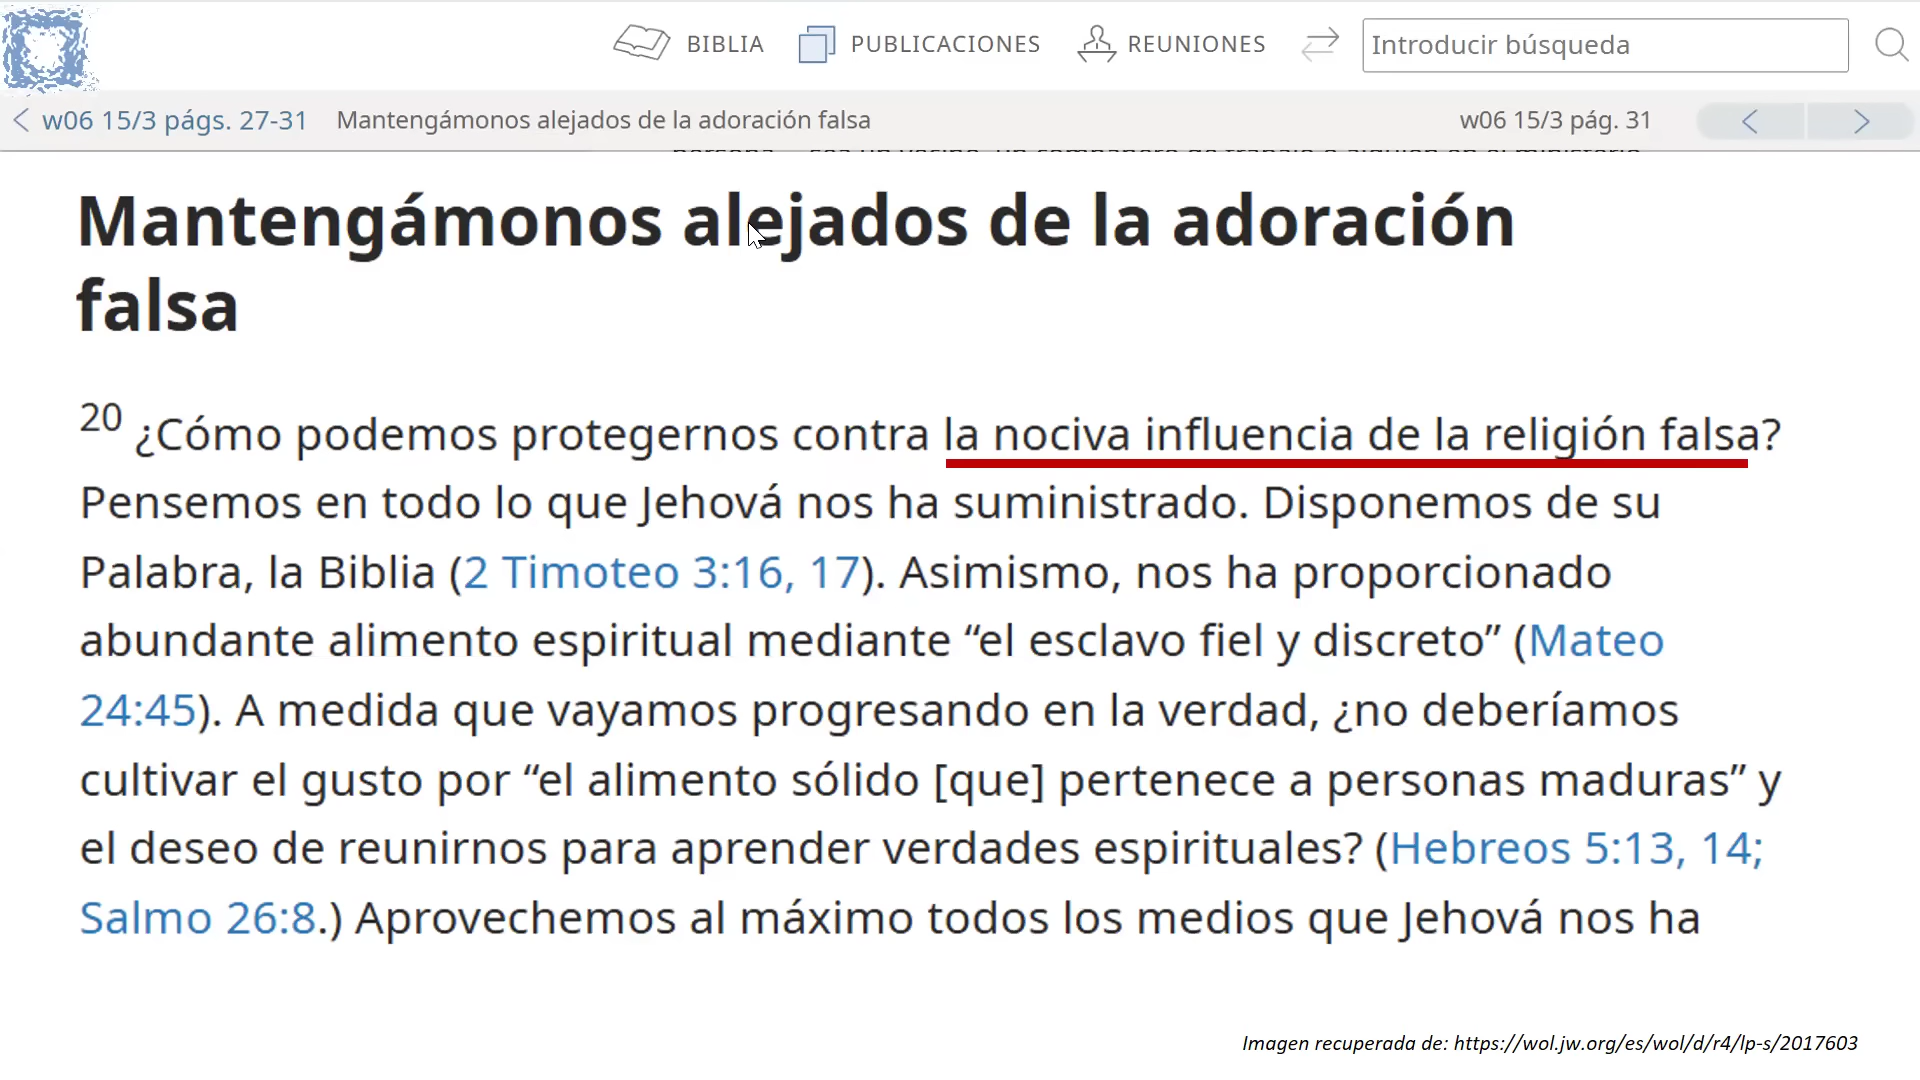 BIBLIA PUBLICACIONES REUNIONES Introducir búsqueda
w06 15/3 págs. 27-31 Mantengámonos alejados de la adoración falsa w06 15/3 pág. 31
Mantengámonos alejados de la adoración
falsa
20 ¿Cómo podemos protegernos contra la nociva influencia de la religión falsa?
Pensemos en todo lo que Jehová nos ha suministrado. Disponemos de su
Palabra, la Biblia (2 Timoteo 3:16, 17). Asimismo, nos ha proporcionado
abundante alimento espiritual mediante “el esclavo fiel y discreto” (Mateo
24:45). A medida que vayamos progresando en la verdad, ¿no deberíamos
cultivar el gusto por “el alimento sólido [que] pertenece a personas maduras” y
el deseo de reunirnos para aprender verdades espirituales? (Hebreos 5:13, 14;
Salmo 26:8.) Aprovechemos al máximo todos los medios que Jehová nos ha
Imagen recuperada de: https://wol.jw.org/es/wol/d/r4/lp-s/2017603